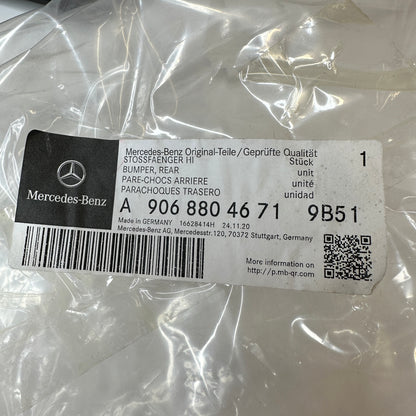 Mercedes-Benz Original-Teile/Geprüfte Qualität
STOSSFAENGER HI Stück 1
BUMPER, REAR unit
PARE-CHOCS ARRIERE unité
PARACHOQUES TRASERO unidad
Mercedes-Benz
A 906 880 46 71 9B51
Made in GERMANY 16628414H 24.11.20
Mercedes-Benz AG, Mercedesstr.120, 70372 Stuttgart, Germany
More information on
http://p.mb-qr.com/